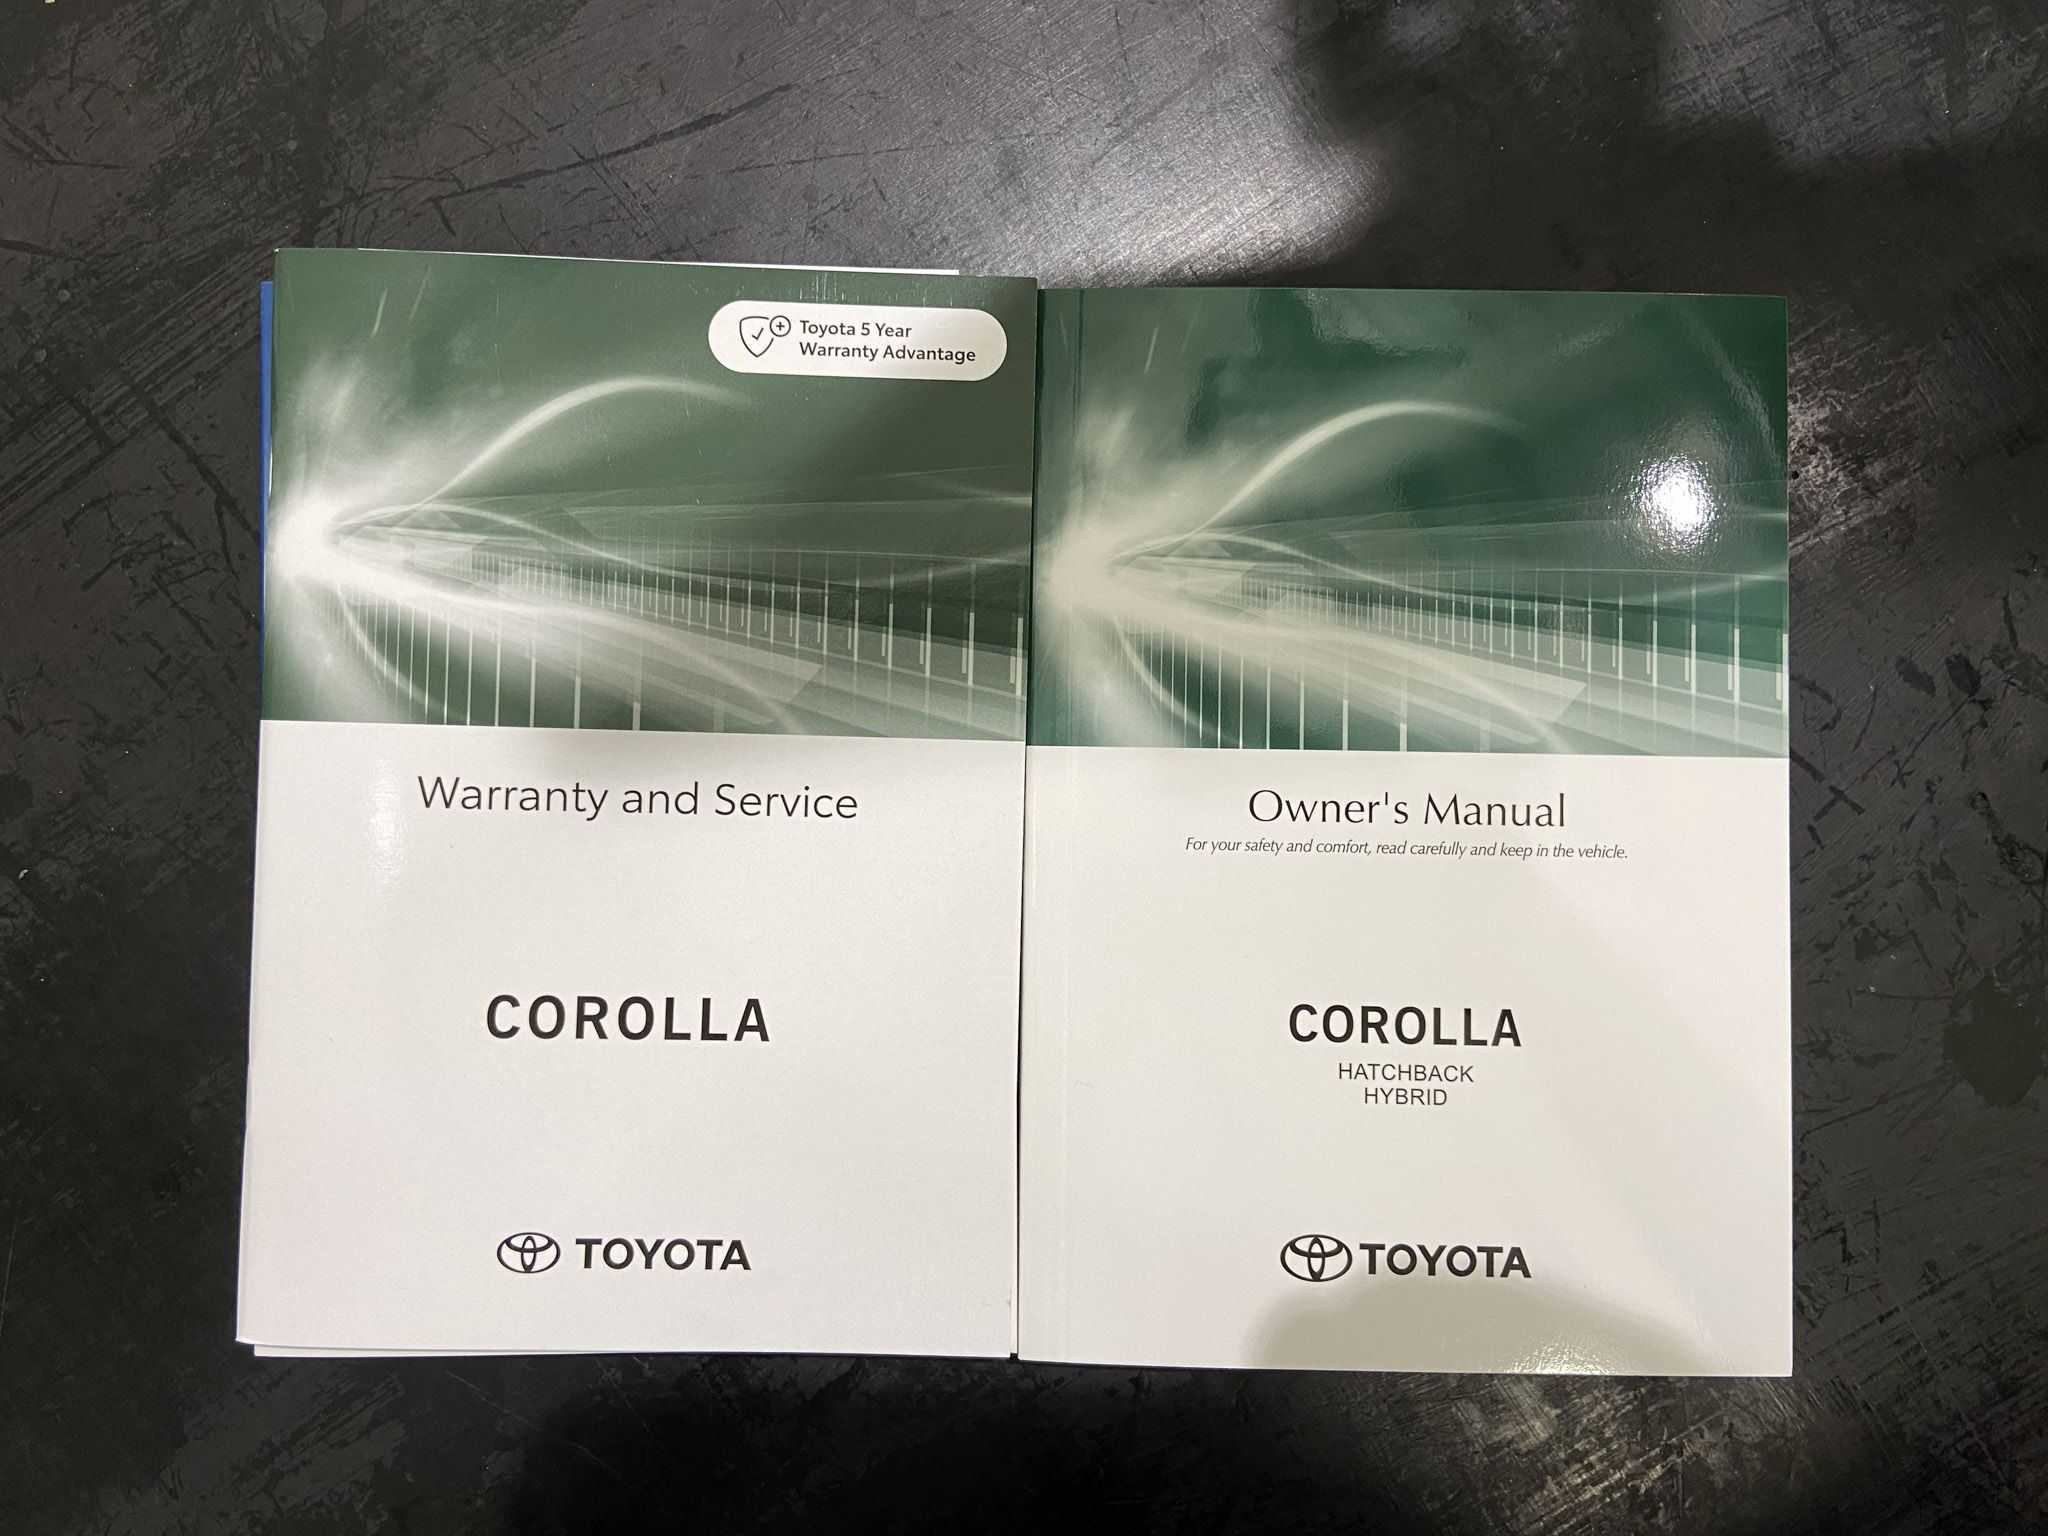 Toyota 5 Year
Warranty Advantage
Warranty and Service
COROLLA
TOYOTA
Owner's Manual
For your safety and comfort, read carefully and keep in the vehicle.
COROLLA
HATCHBACK
HYBRID
TOYOTA